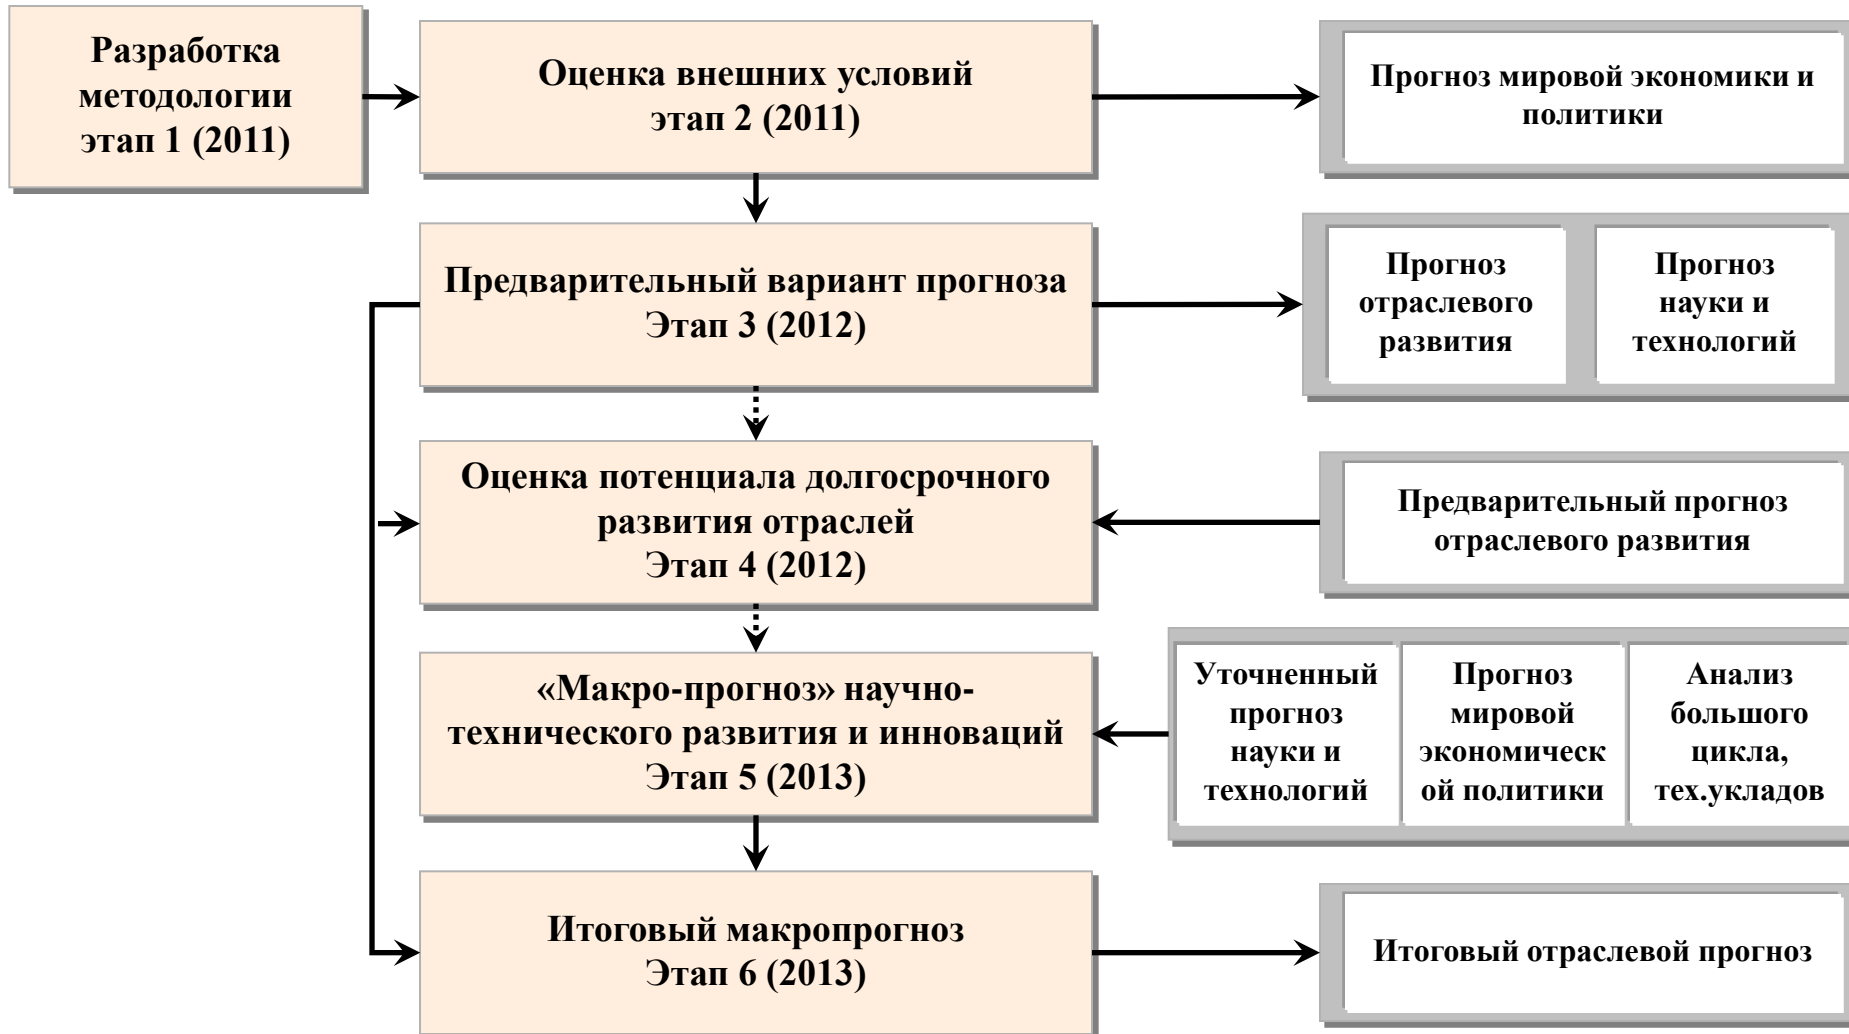 Разработка
методологии
этап 1 (2011)
Оценка внешних условий
этап 2 (2011)
Прогноз мировой экономики и
политики
Предварительный вариант прогноза
Этап 3 (2012)
Прогноз
отраслевого
развития
Прогноз
науки и
технологий
Оценка потенциала долгосрочного
развития отраслей
Этап 4 (2012)
Предварительный прогноз
отраслевого развития
«Макро-прогноз» научно-
технического развития и инноваций
Этап 5 (2013)
Уточненный
прогноз
науки и
технологий
Прогноз
мировой
экономическ
ой политики
Анализ
большого
цикла,
тех.укладов
Итоговый макропрогноз
Этап 6 (2013)
Итоговый отраслевой прогноз